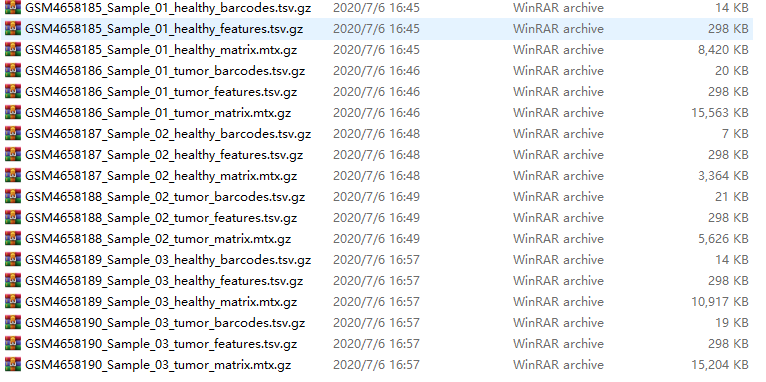 GSM4658185_Sample_01_healthy_barcodes.tsv.gz 2020/7/6 16:45 WinRAR archive 14 KB
GSM4658185_Sample_01_healthy_features.tsv.gz 2020/7/6 16:45 WinRAR archive 298 KB
GSM4658185_Sample_01_healthy_matrix.mtx.gz 2020/7/6 16:45 WinRAR archive 8,420 KB
GSM4658186_Sample_01_tumor_barcodes.tsv.gz 2020/7/6 16:46 WinRAR archive 20 KB
GSM4658186_Sample_01_tumor_features.tsv.gz 2020/7/6 16:46 WinRAR archive 298 KB
GSM4658186_Sample_01_tumor_matrix.mtx.gz 2020/7/6 16:46 WinRAR archive 15,563 KB
GSM4658187_Sample_02_healthy_barcodes.tsv.gz 2020/7/6 16:48 WinRAR archive 7 KB
GSM4658187_Sample_02_healthy_features.tsv.gz 2020/7/6 16:48 WinRAR archive 298 KB
GSM4658187_Sample_02_healthy_matrix.mtx.gz 2020/7/6 16:48 WinRAR archive 3,364 KB
GSM4658188_Sample_02_tumor_barcodes.tsv.gz 2020/7/6 16:49 WinRAR archive 21 KB
GSM4658188_Sample_02_tumor_features.tsv.gz 2020/7/6 16:49 WinRAR archive 298 KB
GSM4658188_Sample_02_tumor_matrix.mtx.gz 2020/7/6 16:49 WinRAR archive 5,626 KB
GSM4658189_Sample_03_healthy_barcodes.tsv.gz 2020/7/6 16:57 WinRAR archive 14 KB
GSM4658189_Sample_03_healthy_features.tsv.gz 2020/7/6 16:57 WinRAR archive 298 KB
GSM4658189_Sample_03_healthy_matrix.mtx.gz 2020/7/6 16:57 WinRAR archive 10,917 KB
GSM4658190_Sample_03_tumor_barcodes.tsv.gz 2020/7/6 16:57 WinRAR archive 19 KB
GSM4658190_Sample_03_tumor_features.tsv.gz 2020/7/6 16:57 WinRAR archive 298 KB
GSM4658190_Sample_03_tumor_matrix.mtx.gz 2020/7/6 16:57 WinRAR archive 15,204 KB